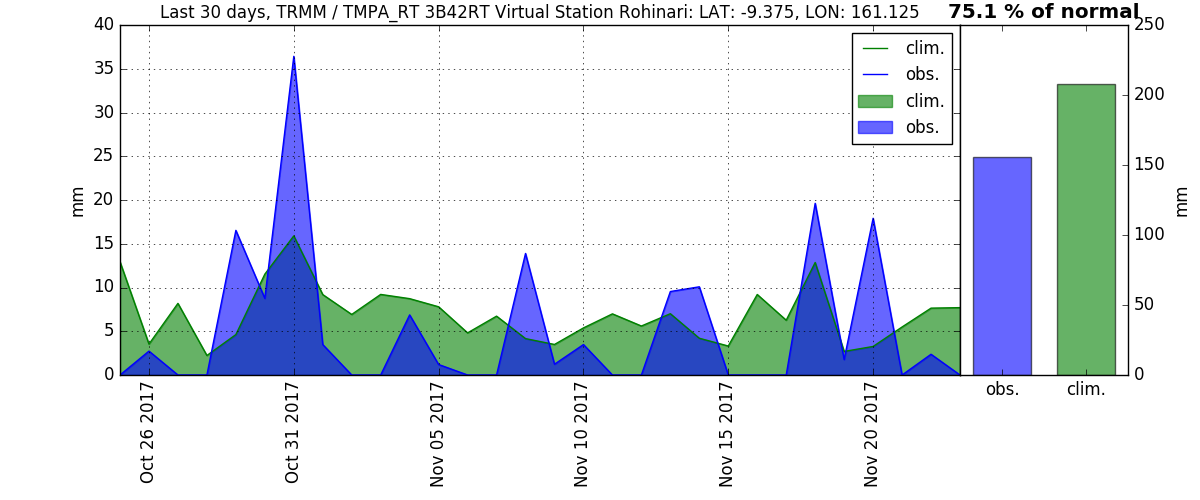 Last 30 days, TRMM / TMPA_RT 3B42RT Virtual Station Rohinari: LAT: -9.375, LON: 161.125
75.1 % of normal
40
35
30
25
20
15
10
5
0
mm
clim.
obs.
clim.
obs.
Oct 26 2017
Oct 31 2017
Nov 05 2017
Nov 10 2017
Nov 15 2017
Nov 20 2017
250
200
150
100
50
0
mm
obs.
clim.